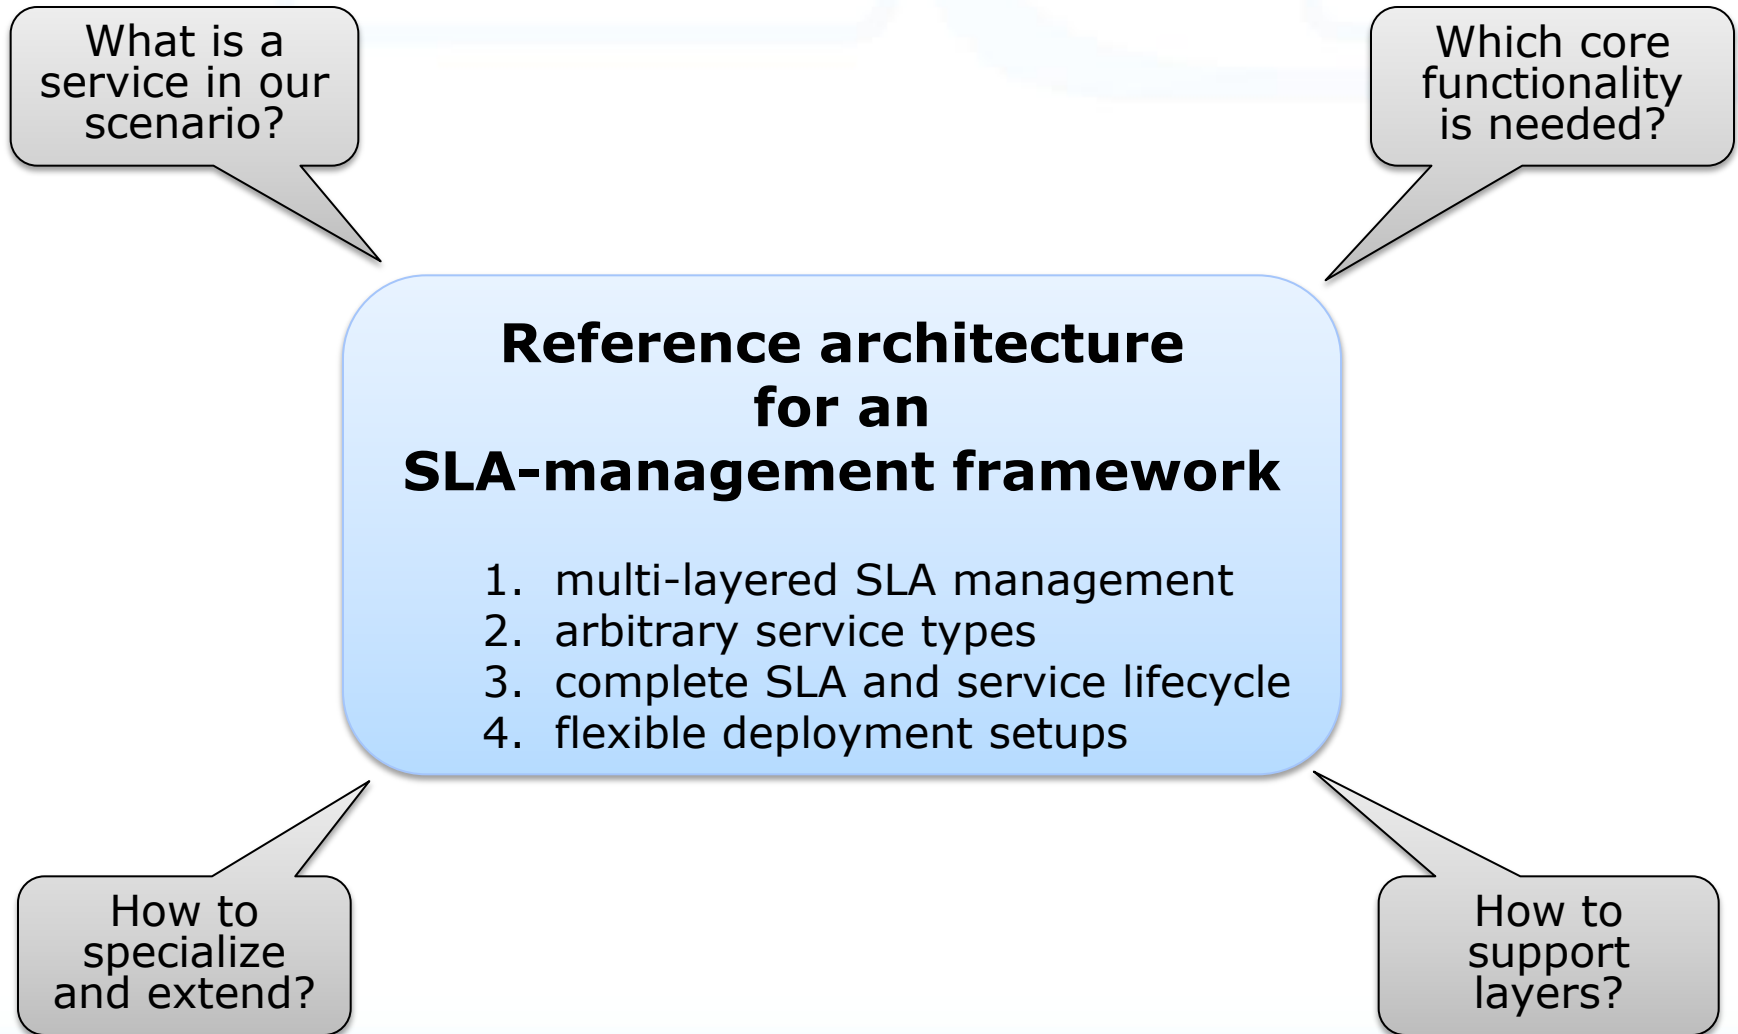 What is a
service in our
scenario?
Which core
functionality
is needed?
Reference architecture
for an
SLA-management framework
1. multi-layered SLA management
2. arbitrary service types
3. complete SLA and service lifecycle
4. flexible deployment setups
How to
specialize
and extend?
How to
support
layers?